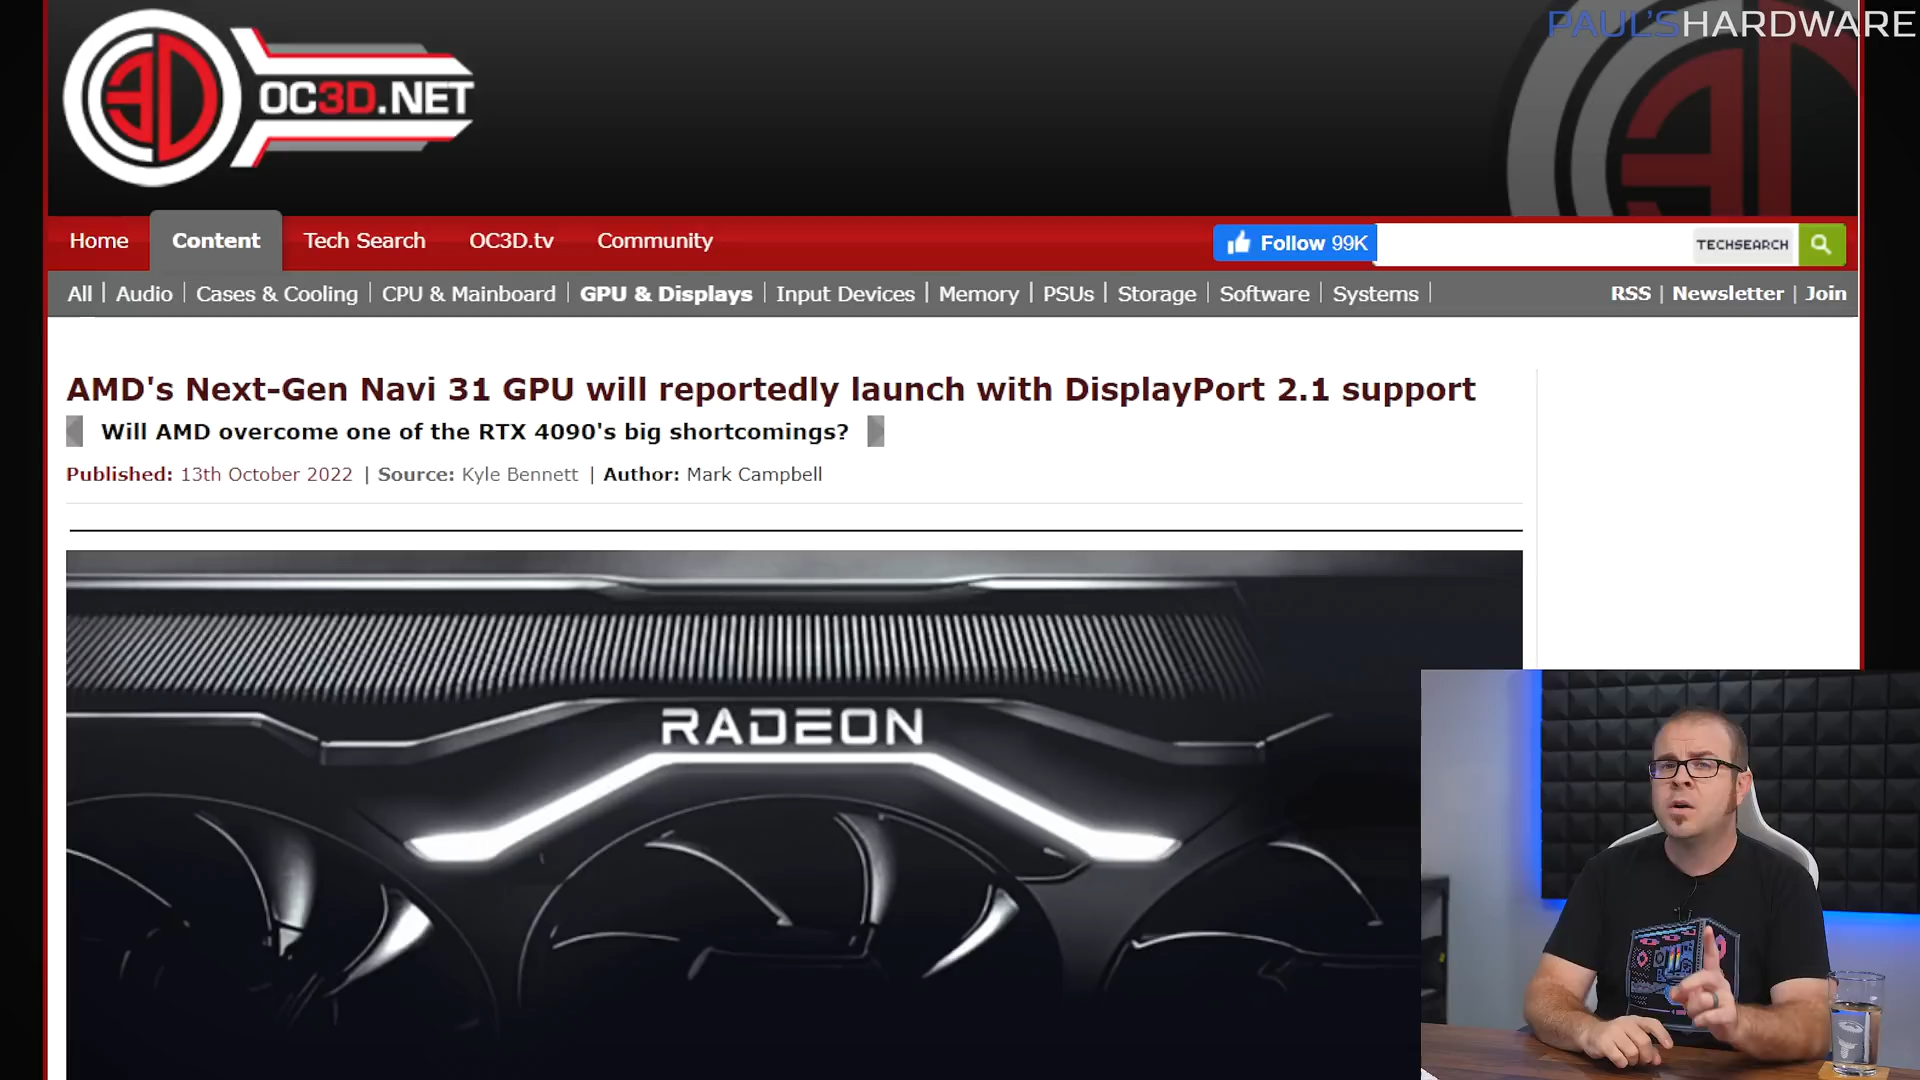 PAUL'SHARDWARE
3D OC3D.NET
Home Content Tech Search OC3D.tv Community Follow 99K TECHSEARCH
All | Audio | Cases & Cooling | CPU & Mainboard | GPU & Displays | Input Devices | Memory | PSUs | Storage | Software | Systems | RSS | Newsletter | Join
AMD's Next-Gen Navi 31 GPU will reportedly launch with DisplayPort 2.1 support
Will AMD overcome one of the RTX 4090's big shortcomings?
Published: 13th October 2022 | Source: Kyle Bennett | Author: Mark Campbell
RADEON